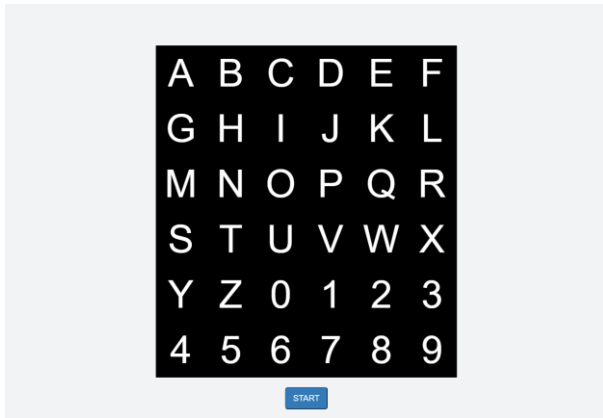 A B C D E F
G H I J K L
M N O P Q R
S T U V W X
Y Z 0 1 2 3
4 5 6 7 8 9
START